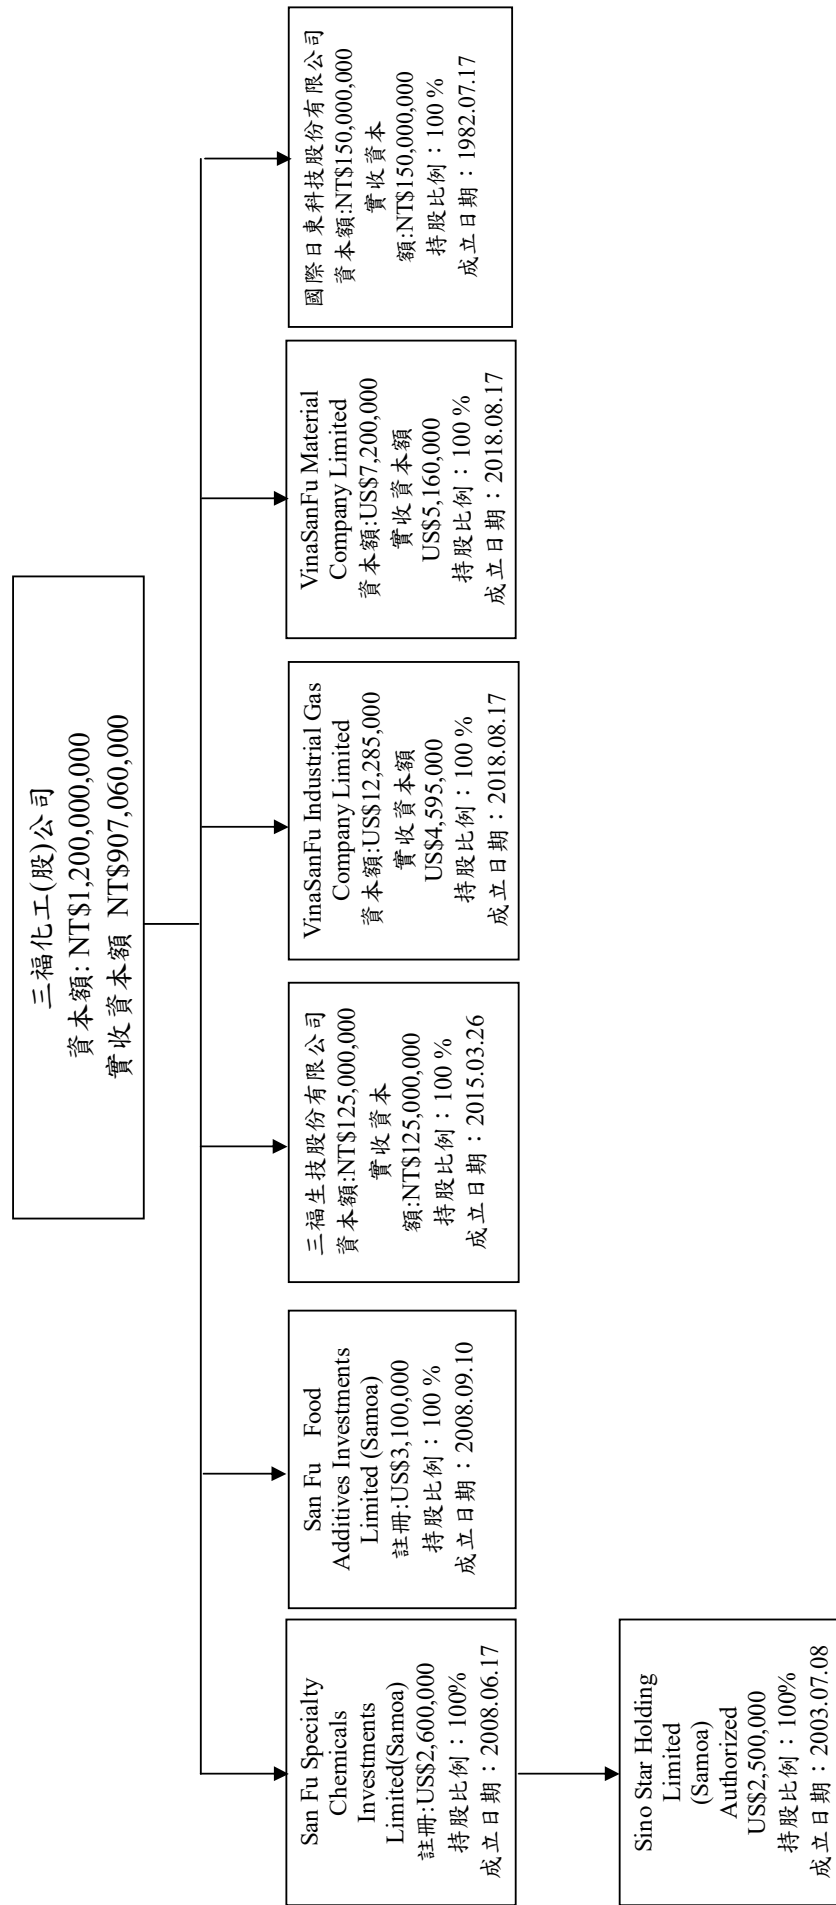 三福化工(股)公司
資本額: NT$1,200,000,000
實收資本額 NT$907,060,000
San Fu Specialty
Chemicals
Investments
Limited(Samoa)
註冊:US$2,600,000
持股比例：100%
成立日期：2008.06.17
San Fu Food
Additives Investments
Limited (Samoa)
註冊:US$3,100,000
持股比例：100 %
成立日期：2008.09.10
三福生技股份有限公司
資本額:NT$125,000,000
實收資本
額:NT$125,000,000
持股比例：100 %
成立日期：2015.03.26
VinaSanFu Industrial Gas
Company Limited
資本額:US$12,285,000
實收資本額
US$4,595,000
持股比例：100 %
成立日期：2018.08.17
VinaSanFu Material
Company Limited
資本額:US$7,200,000
實收資本額
US$5,160,000
持股比例：100 %
成立日期：2018.08.17
國際日東科技股份有限公司
資本額:NT$150,000,000
實收資本
額:NT$150,000,000
持股比例：100 %
成立日期：1982.07.17
Sino Star Holding
Limited
(Samoa)
Authorized
US$2,500,000
持股比例：100%
成立日期：2003.07.08